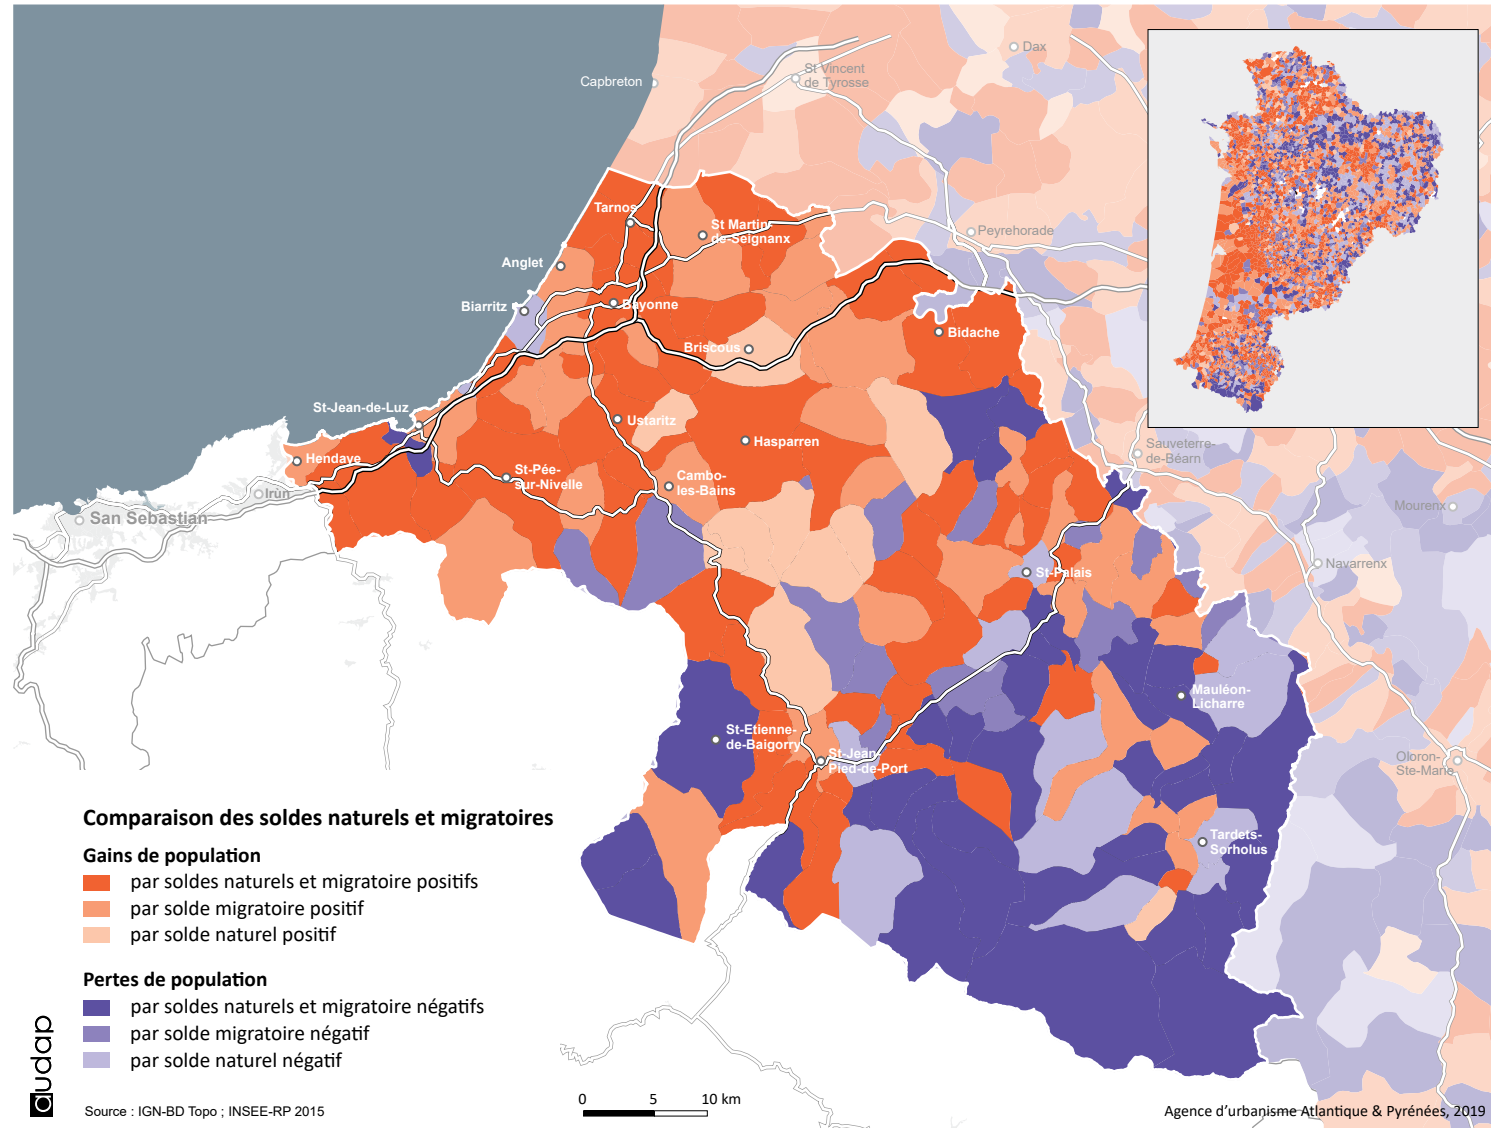 Dax
St Vincent
de Tyrosse
Capbreton
Tarnos
St Martin-
de-Seignanx
Peyrehorade
Anglet
Biarritz
Bayonne
Bidache
Briscous
St-Jean-de-Luz
Ustaritz
Hasparren
Sauveterre-
de-Béarn
Hendaye
St-Pée-
sur-Nivelle
Cambo-
les-Bains
Irun
San Sebastian
Mourenx
Navarrenx
St-Palais
Mauléon-
Licharre
St-Etienne-
de-Baigorry
St-Jean-
Pied-de-Port
Oloron-
Ste-Marie
Tardets-
Sorholus
Comparaison des soldes naturels et migratoires
Gains de population
par soldes naturels et migratoire positifs
par solde migratoire positif
par solde naturel positif
Pertes de population
par soldes naturels et migratoire négatifs
par solde migratoire négatif
par solde naturel négatif
audap
Source : IGN-BD Topo ; INSEE-RP 2015
0 5 10 km
Agence d'urbanisme Atlantique & Pyrénées, 2019